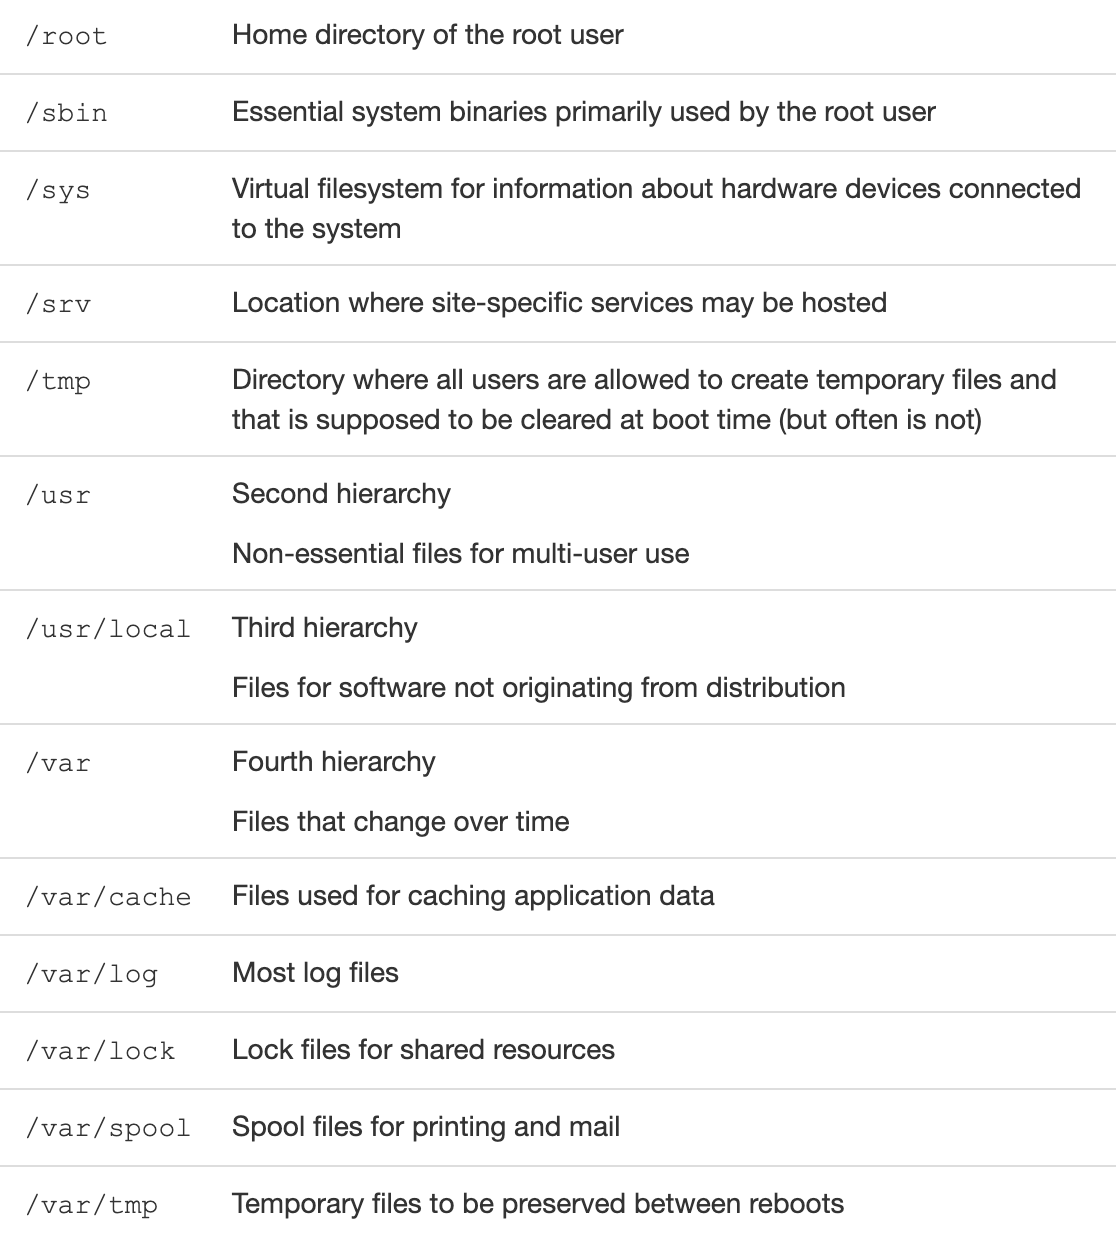 /root Home directory of the root user
/sbin Essential system binaries primarily used by the root user
/sys Virtual filesystem for information about hardware devices connected
to the system
/srv Location where site-specific services may be hosted
/tmp Directory where all users are allowed to create temporary files and
that is supposed to be cleared at boot time (but often is not)
/usr Second hierarchy
Non-essential files for multi-user use
/usr/local Third hierarchy
Files for software not originating from distribution
/var Fourth hierarchy
Files that change over time
/var/cache Files used for caching application data
/var/log Most log files
/var/lock Lock files for shared resources
/var/spool Spool files for printing and mail
/var/tmp Temporary files to be preserved between reboots